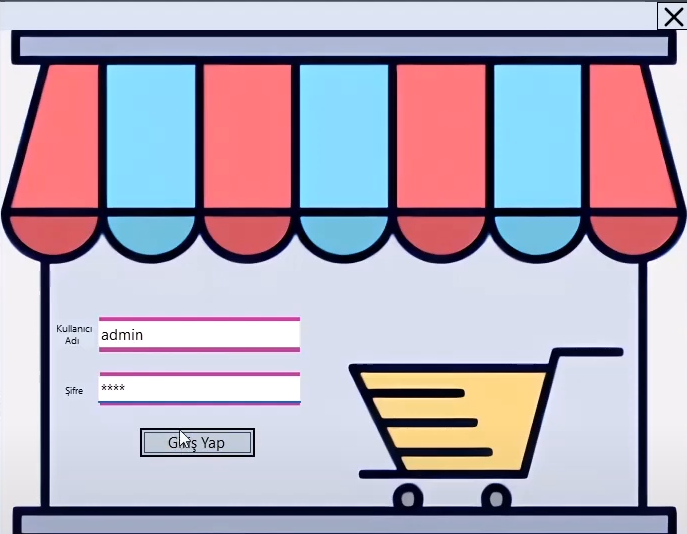 Kullanıcı
Adı
admin
Şifre
****
Giriş Yap